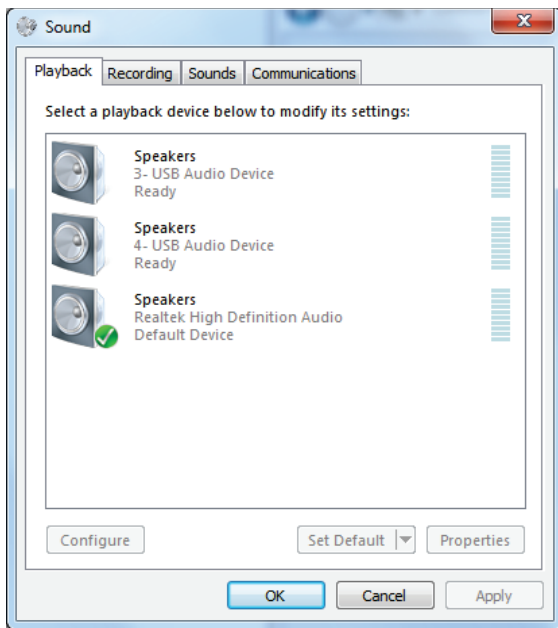 Sound
Playback Recording Sounds Communications
Select a playback device below to modify its settings:
Speakers
3- USB Audio Device
Ready
Speakers
4- USB Audio Device
Ready
Speakers
Realtek High Definition Audio
Default Device
Configure Set Default Properties
OK Cancel Apply